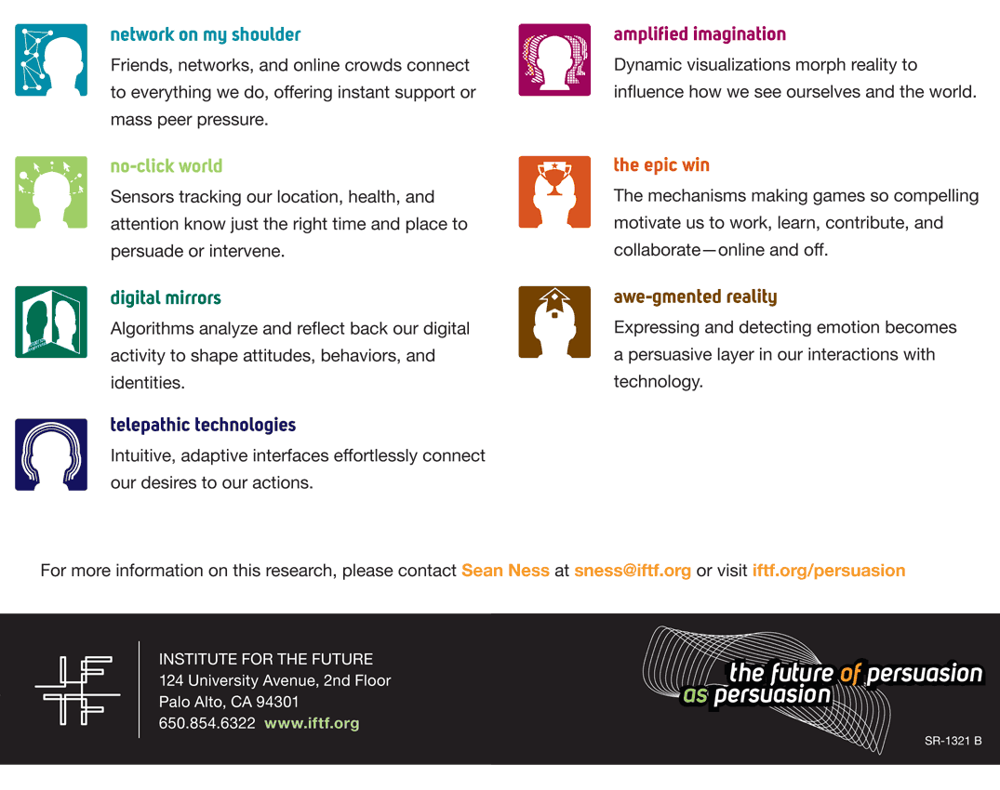 network on my shoulder
Friends, networks, and online crowds connect
to everything we do, offering instant support or
mass peer pressure.
no-click world
Sensors tracking our location, health, and
attention know just the right time and place to
persuade or intervene.
digital mirrors
Algorithms analyze and reflect back our digital
activity to shape attitudes, behaviors, and
identities.
telepathic technologies
Intuitive, adaptive interfaces effortlessly connect
our desires to our actions.
amplified imagination
Dynamic visualizations morph reality to
influence how we see ourselves and the world.
the epic win
The mechanisms making games so compelling
motivate us to work, learn, contribute, and
collaborate—online and off.
awe-gmented reality
Expressing and detecting emotion becomes
a persuasive layer in our interactions with
technology.
For more information on this research, please contact Sean Ness at sness@iftf.org or visit iftf.org/persuasion
INSTITUTE FOR THE FUTURE
124 University Avenue, 2nd Floor
Palo Alto, CA 94301
650.854.6322 www.iftf.org
the future of persuasion
as persuasion
SR-1321 B